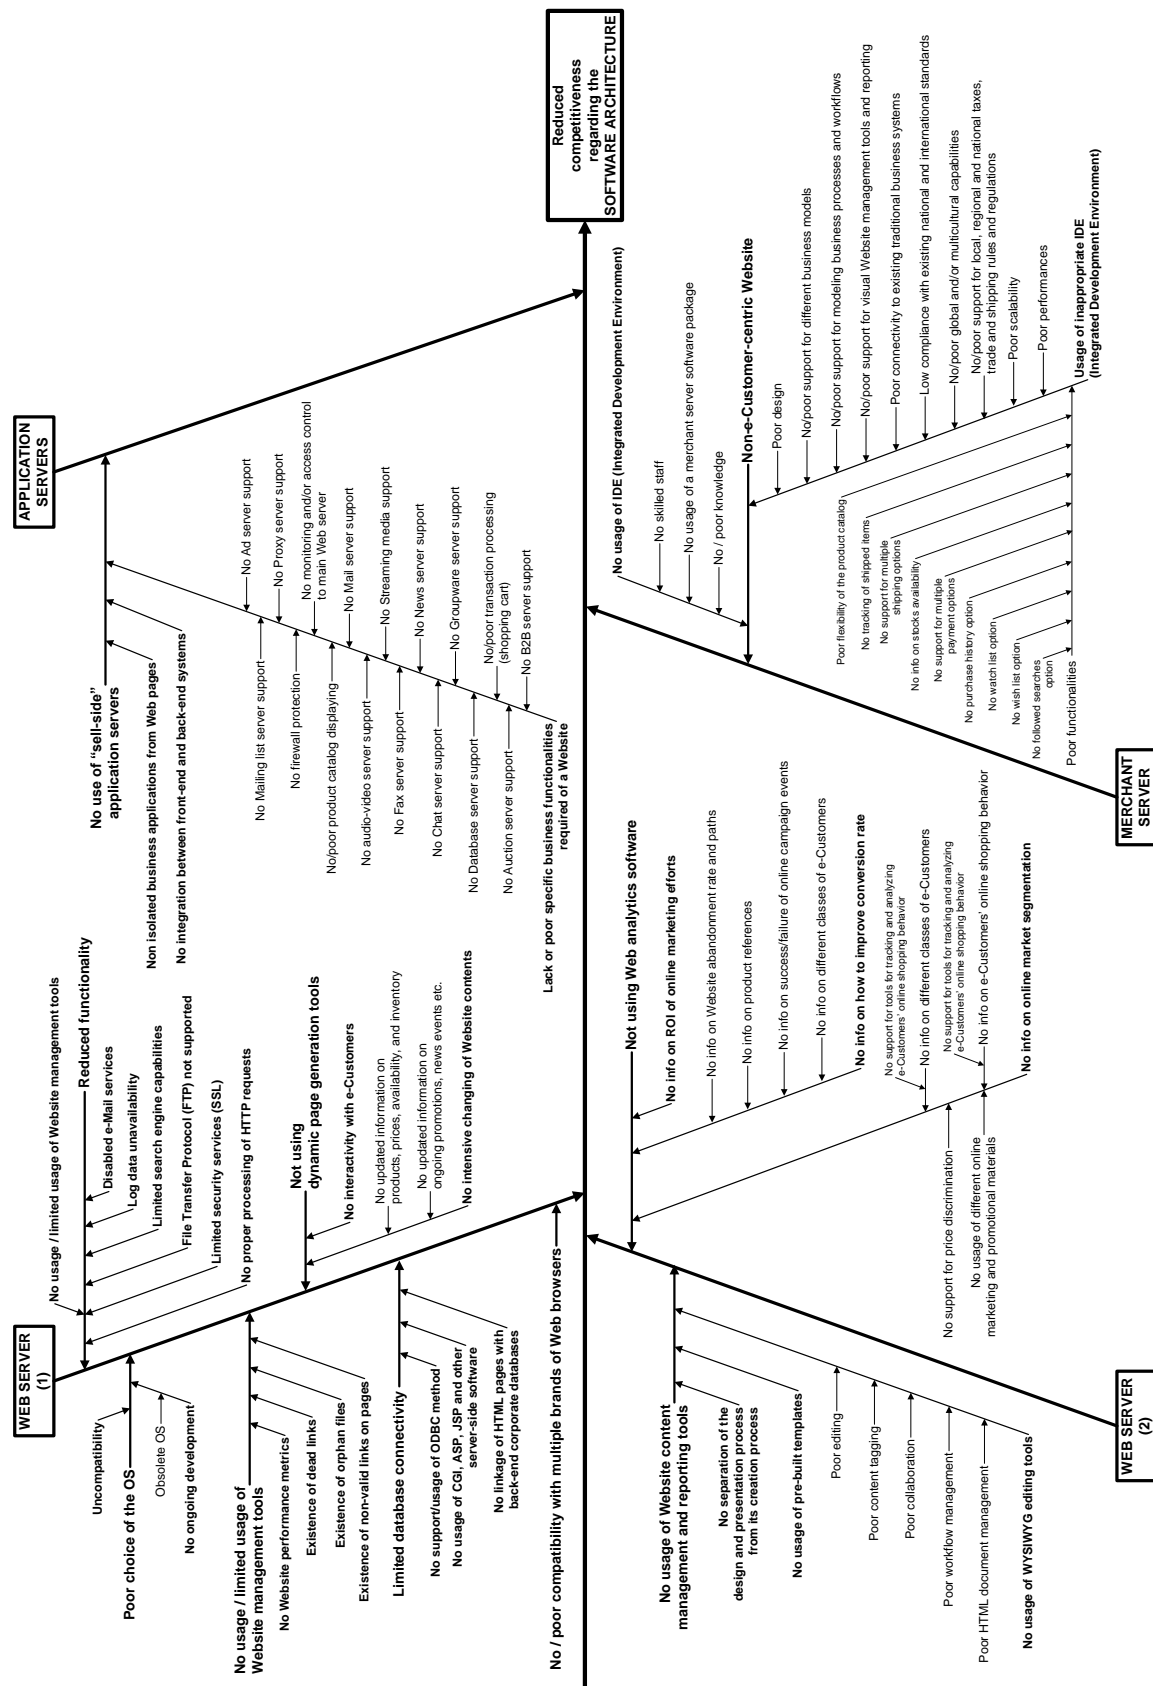 WEB SERVER
(1)
No usage / limited usage of Website management tools
Reduced functionality
Disabled e-Mail services
Log data unavailability
Limited search engine capabilities
File Transfer Protocol (FTP) not supported
Limited security services (SSL)
No proper processing of HTTP requests
Uncompatibility
Poor choice of the OS
Obsolete OS
No ongoing development
No usage / limited usage of
Website management tools
No Website performance metrics
Existence of dead links
Existence of orphan files
Existence of non-valid links on pages
Not using
dynamic page generation tools
No interactivity with e-Customers
No updated information on
products, prices, availability, and inventory
No updated information on
ongoing promotions, news events etc.
No intensive changing of Website contents
Limited database connectivity
No support/usage of ODBC method
No usage of CGI, ASP, JSP and other
server-side software
No linkage of HTML pages with
back-end corporate databases
No / poor compatibility with multiple brands of Web browsers
APPLICATION
SERVERS
No use of “sell-side”
application servers
Non isolated business applications from Web pages
No integration between front-end and back-end systems
No Ad server support
No Mailing list server support
No Proxy server support
No firewall protection
No monitoring and/or access control
to main Web server
No/poor product catalog displaying
No Mail server support
No audio-video server support
No Streaming media support
No Fax server support
No News server support
No Chat server support
No Groupware server support
No Database server support
No/poor transaction processing
(shopping cart)
No Auction server support
No B2B server support
Lack or poor specific business functionalities
required of a Website
Reduced
competitiveness
regarding the
SOFTWARE ARCHITECTURE
WEB SERVER
(2)
No usage of Website content
management and reporting tools
No separation of the
design and presentation process
from its creation process
No usage of pre-built templates
Poor editing
Poor content tagging
Poor collaboration
Poor workflow management
Poor HTML document management
No usage of WYSIWYG editing tools
Not using Web analytics software
No info on ROI of online marketing efforts
No info on Website abandonment rate and paths
No info on product references
No info on success/failure of online campaign events
No info on different classes of e-Customers
No info on how to improve conversion rate
No support for tools for tracking and analyzing
e-Customers’ online shopping behavior
No info on different classes of e-Customers
No support for tools for tracking and analyzing
e-Customers’ online shopping behavior
No support for price discrimination
No info on e-Customers’ online shopping behavior
No usage of different online
marketing and promotional materials
No info on online market segmentation
MERCHANT
SERVER
No usage of IDE (Integrated Development Environment)
No skilled staff
No usage of a merchant server software package
No / poor knowledge
Non-e-Customer-centric Website
Poor design
No/poor support for different business models
No/poor support for modeling business processes and workflows
No/poor support for visual Website management tools and reporting
Poor connectivity to existing traditional business systems
Low compliance with existing national and international standards
No/poor global and/or multicultural capabilities
No/poor support for local, regional and national taxes,
trade and shipping rules and regulations
Poor scalability
Poor performances
Usage of inappropriate IDE
(Integrated Development Environment)
Poor flexibility of the product catalog
No tracking of shipped items
No support for multiple
shipping options
No info on stocks availability
No support for multiple
payment options
No purchase history option
No watch list option
No wish list option
No followed searches
option
Poor functionalities